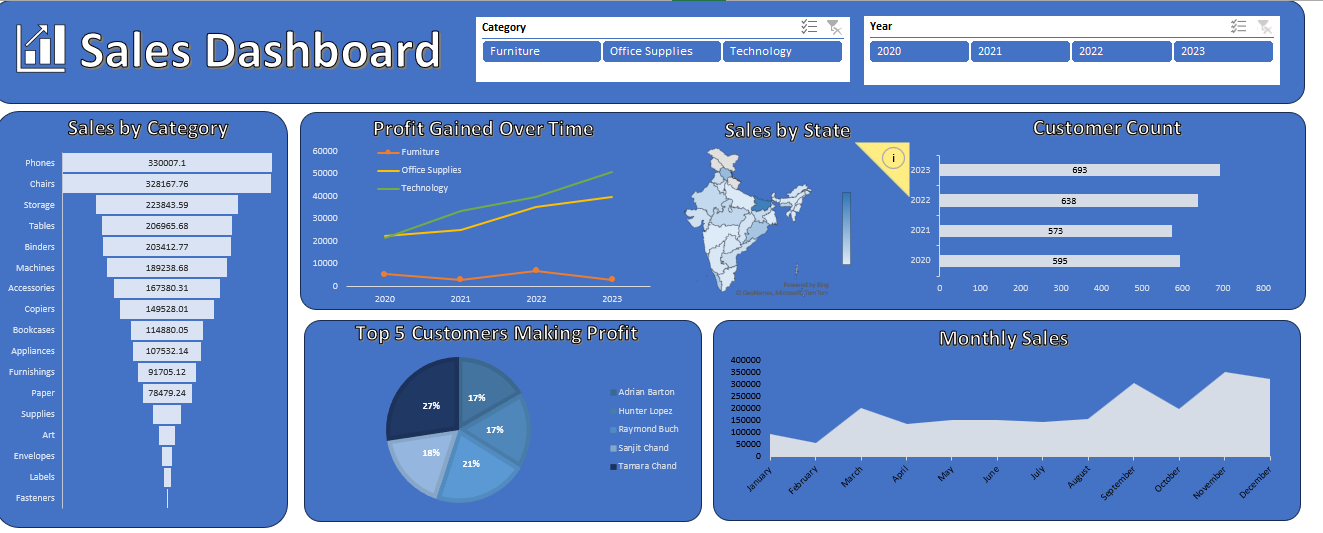 Sales Dashboard
Category
Furniture Office Supplies Technology
Year
2020 2021 2022 2023
Sales by Category
Phones 330007.1
Chairs 328167.76
Storage 223843.59
Tables 206965.68
Binders 203412.77
Machines 189238.68
Accessories 167380.31
Copiers 149528.01
Bookcases 114880.05
Appliances 107532.14
Furnishings 91705.12
Paper 78479.24
Supplies
Art
Envelopes
Labels
Fasteners
Profit Gained Over Time
60000
50000
40000
30000
20000
10000
0
Furniture
Office Supplies
Technology
2020 2021 2022 2023
Sales by State
i
Powered by Bing
© GeoNames, Microsoft, TomTom
Customer Count
2023 693
2022 638
2021 573
2020 595
0 100 200 300 400 500 600 700 800
Top 5 Customers Making Profit
17%
17%
21%
18%
27%
Adrian Barton
Hunter Lopez
Raymond Buch
Sanjit Chand
Tamara Chand
Monthly Sales
400000
350000
300000
250000
200000
150000
100000
50000
0
January February March April May June July August September October November December